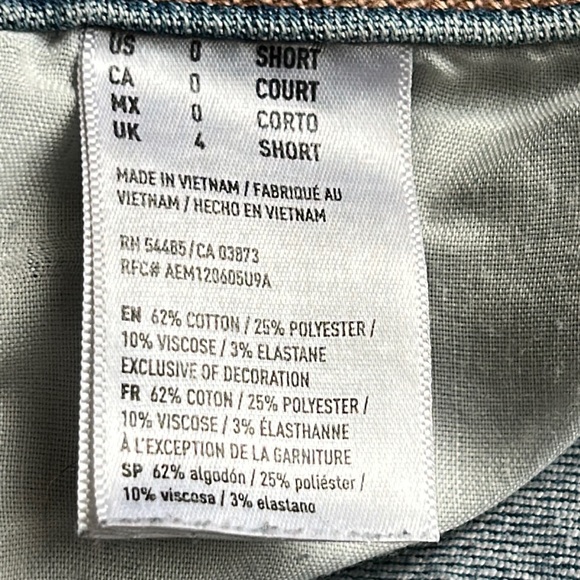 US 0 SHORT
CA 0 COURT
MX 0 CORTO
UK 4 SHORT
MADE IN VIETNAM / FABRIQUÉ AU
VIETNAM / HECHO EN VIETNAM
RN 54485/CA 03873
RFC# AEM120605U9A
EN 62% COTTON / 25% POLYESTER /
10% VISCOSE / 3% ELASTANE
EXCLUSIVE OF DECORATION
FR 62% COTON / 25% POLYESTER /
10% VISCOSE / 3% ÉLASTHANNE
À L'EXCEPTION DE LA GARNITURE
SP 62% algodón / 25% poliéster /
10% viscosa / 3% elastano